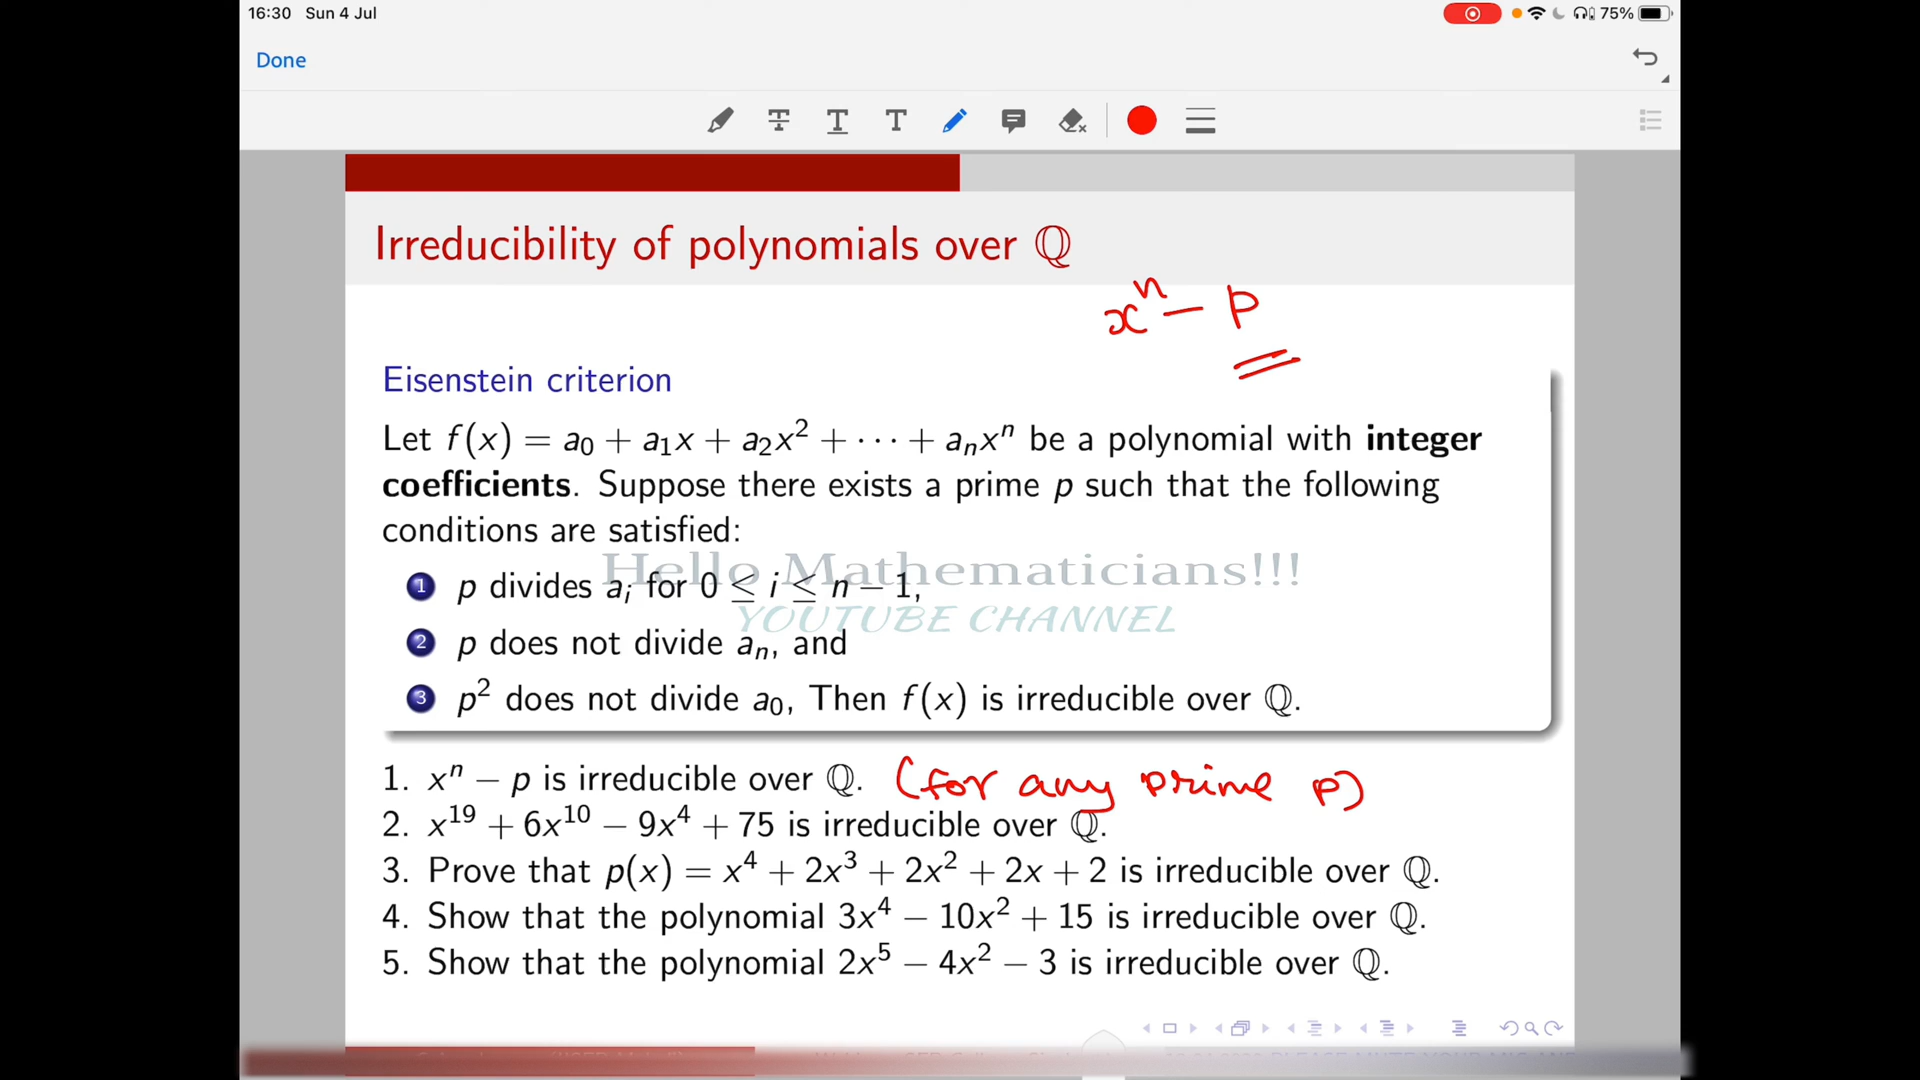 16:30 Sun 4 Jul 75%
Done
Irreducibility of polynomials over ℚ
xⁿ − p
Eisenstein criterion
Let f(x) = a₀ + a₁x + a₂x² + ⋯ + aₙxⁿ be a polynomial with integer
coefficients. Suppose there exists a prime p such that the following
conditions are satisfied:
Hello Mathematicians!!!
1 p divides aᵢ for 0 ≤ i ≤ n − 1,
YOUTUBE CHANNEL
2 p does not divide aₙ, and
3 p² does not divide a₀, Then f(x) is irreducible over ℚ.
1. xⁿ − p is irreducible over ℚ. (for any prime p)
2. x¹⁹ + 6x¹⁰ − 9x⁴ + 75 is irreducible over ℚ.
3. Prove that p(x) = x⁴ + 2x³ + 2x² + 2x + 2 is irreducible over ℚ.
4. Show that the polynomial 3x⁴ − 10x² + 15 is irreducible over ℚ.
5. Show that the polynomial 2x⁵ − 4x² − 3 is irreducible over ℚ.